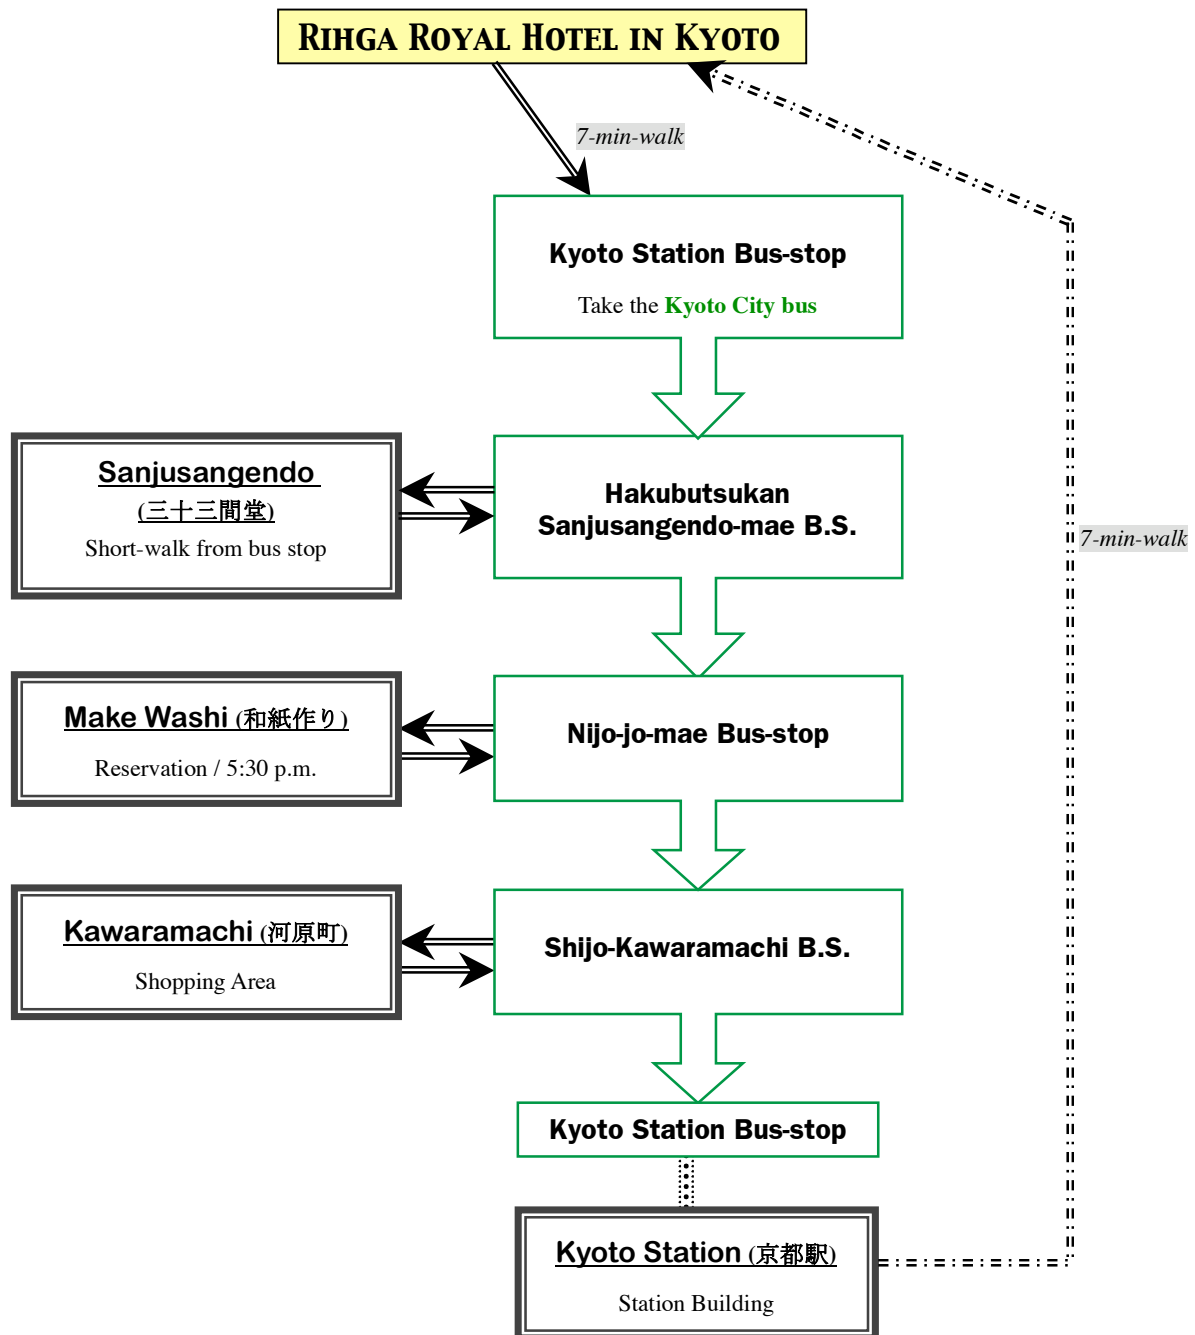 RIHGA ROYAL HOTEL IN KYOTO
7-min-walk
Kyoto Station Bus-stop
Take the Kyoto City bus
Sanjusangendo
(三十三間堂)
Short-walk from bus stop
Hakubutsukan
Sanjusangendo-mae B.S.
7-min-walk
Make Washi (和紙作り)
Reservation / 5:30 p.m.
Nijo-jo-mae Bus-stop
Kawaramachi (河原町)
Shopping Area
Shijo-Kawaramachi B.S.
Kyoto Station Bus-stop
Kyoto Station (京都駅)
Station Building